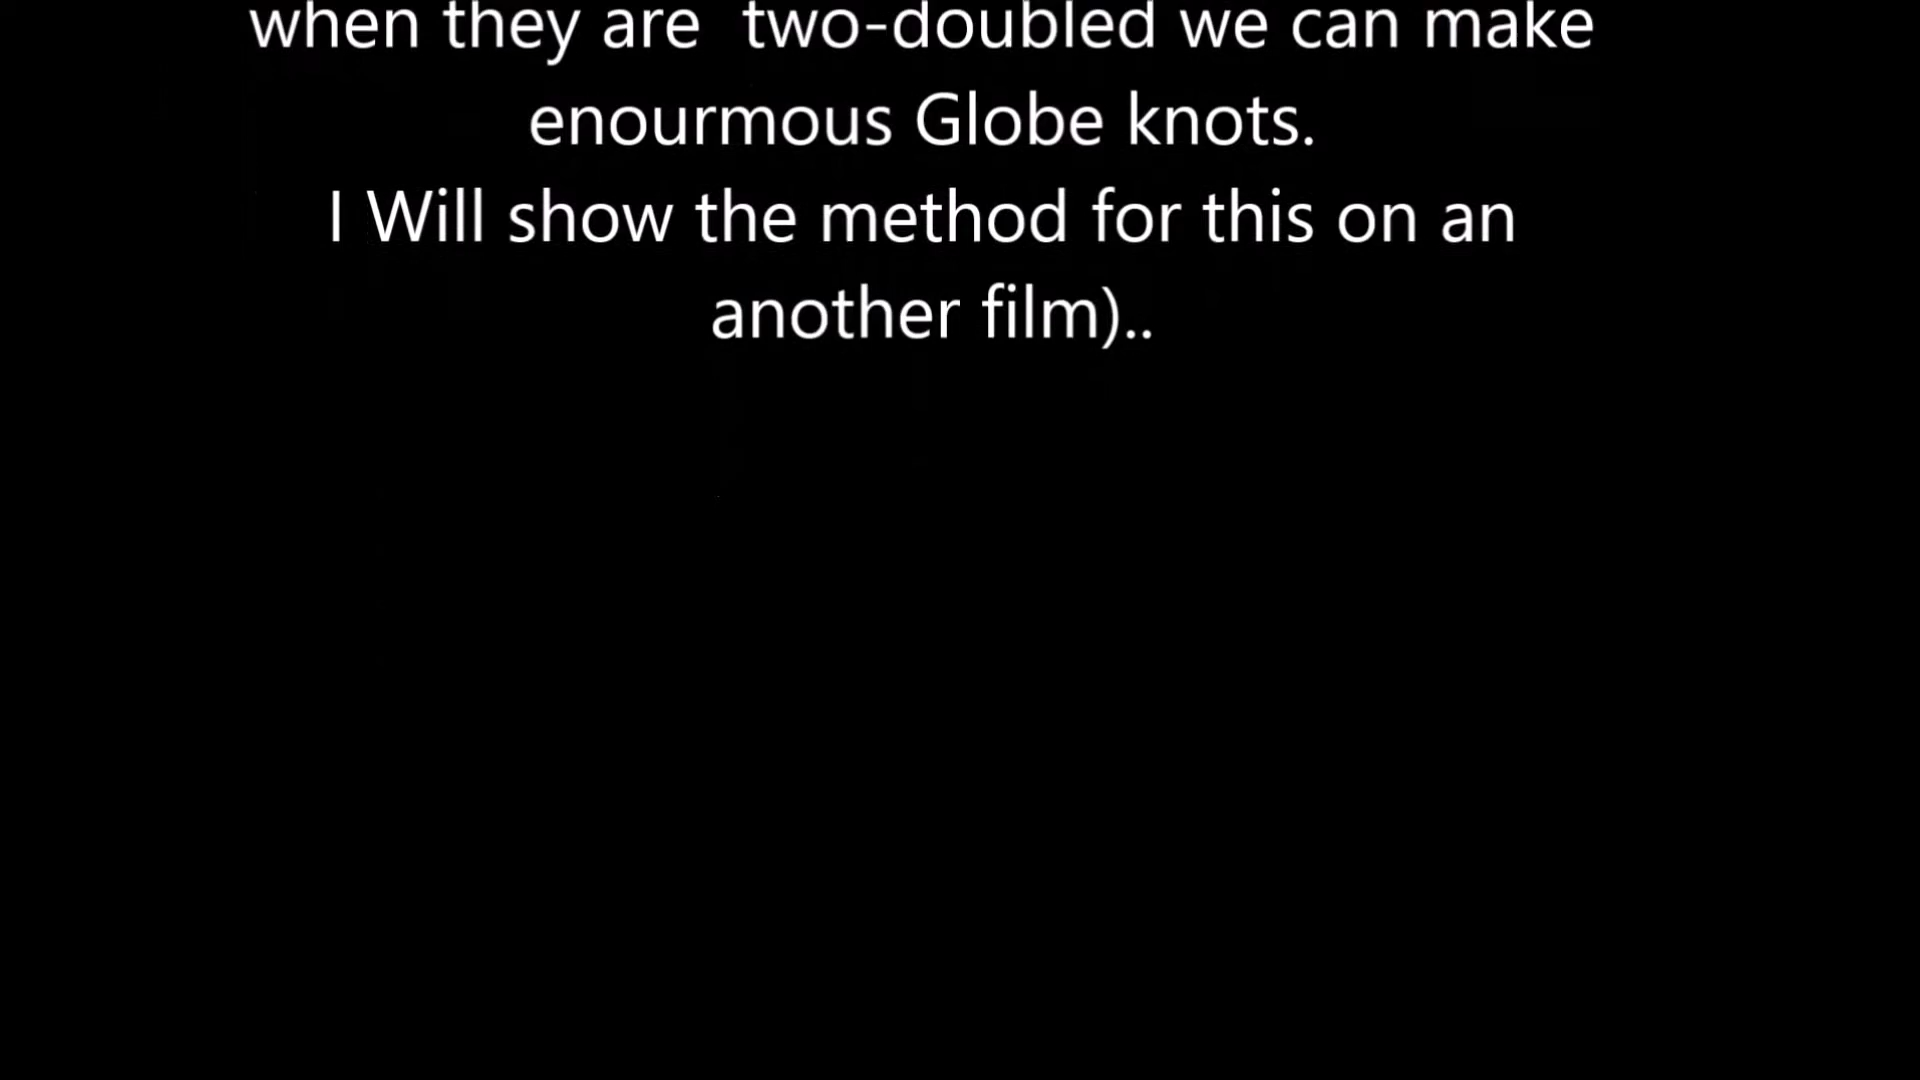 when they are  two-doubled we can make
enourmous Globe knots.
I Will show the method for this on an
another film)..